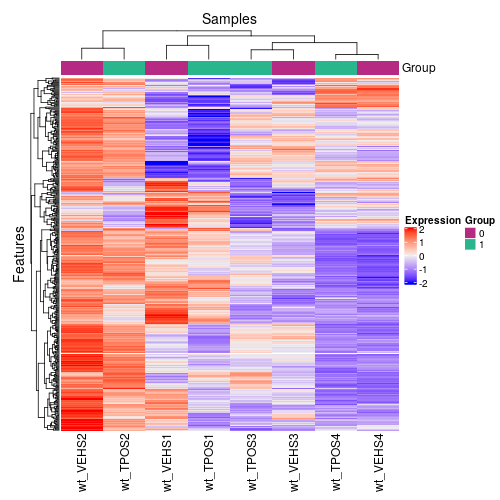 Samples
Group
Features
Expression
2
1
0
-1
-2
Group
0
1
wt_VEHS2
wt_TPOS2
wt_VEHS1
wt_TPOS1
wt_TPOS3
wt_VEHS3
wt_TPOS4
wt_VEHS4